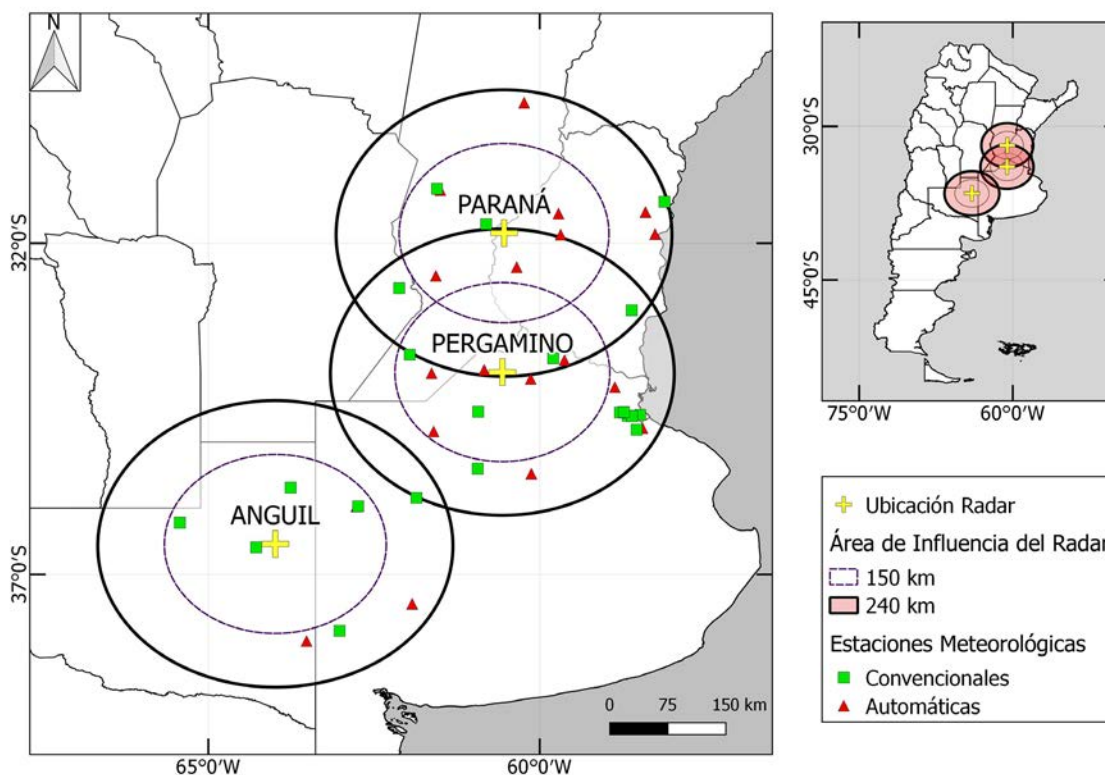 N
PARANÁ
PERGAMINO
ANGUIL
32°0'S
37°0'S
65°0'W
60°0'W
0 75 150 km
30°0'S
45°0'S
75°0'W
60°0'W
Ubicación Radar
Área de Influencia del Radar
150 km
240 km
Estaciones Meteorológicas
Convencionales
Automáticas